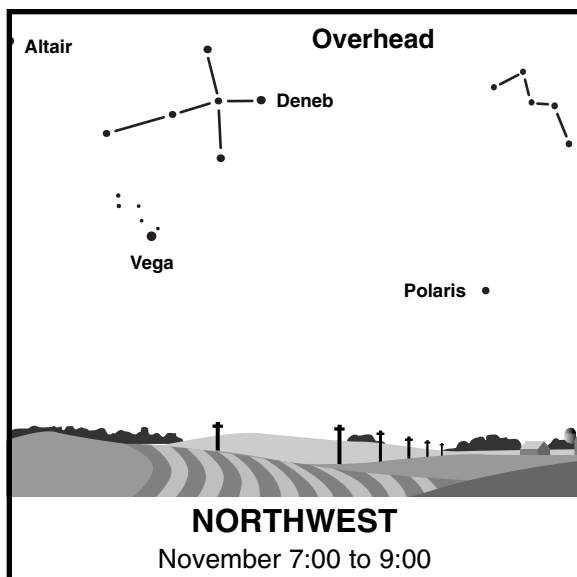 Overhead
Altair
Deneb
Vega
Polaris
NORTHWEST
November 7:00 to 9:00